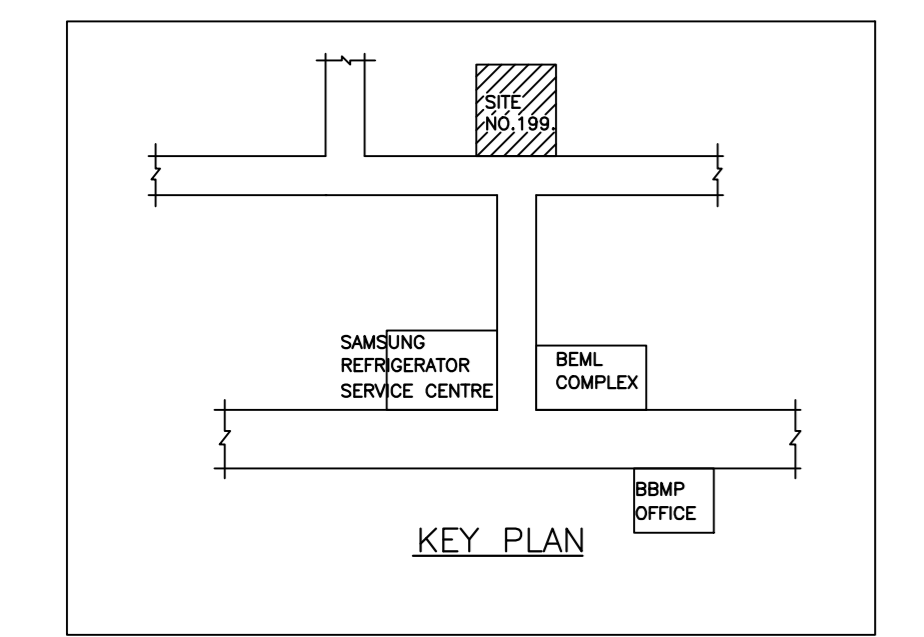 SITE
NO.199.
SAMSUNG
REFRIGERATOR
SERVICE CENTRE
BEML
COMPLEX
BBMP
OFFICE
KEY PLAN